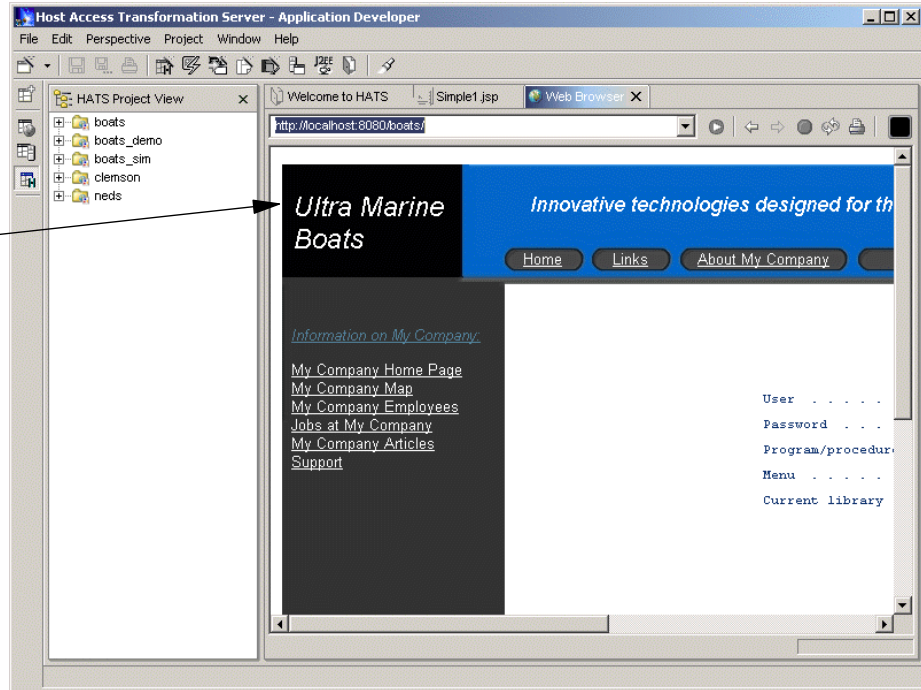 Host Access Transformation Server - Application Developer
File Edit Perspective Project Window Help
HATS Project View
Welcome to HATS Simple1.jsp Web Browser
boats
boats_demo
boats_sim
clemson
neds
http://localhost:8080/boats/
Ultra Marine
Boats
Innovative technologies designed for th
Home Links About My Company
Information on My Company:
My Company Home Page
My Company Map
My Company Employees
Jobs at My Company
My Company Articles
Support
User . . . . .
Password . . .
Program/procedur
Menu . . . . .
Current library